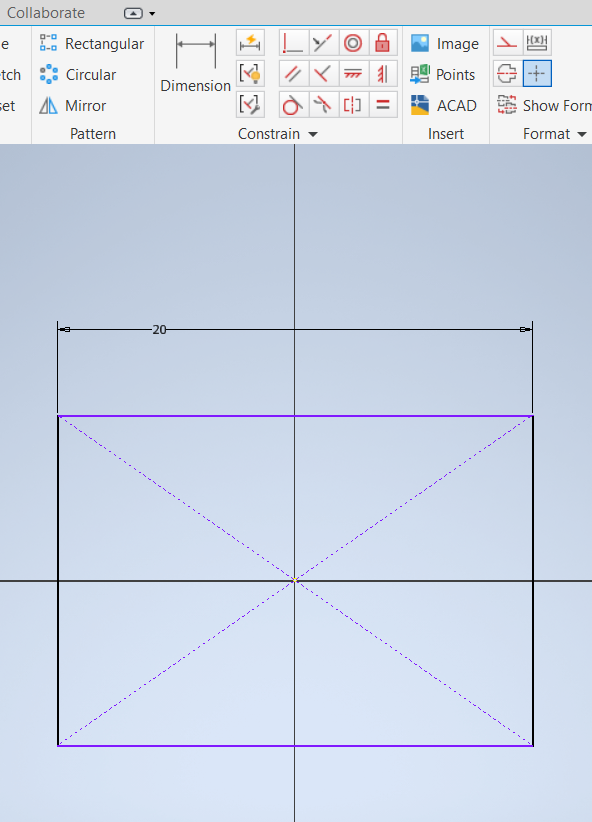 Collaborate
e
Rectangular
Image
tch
Circular
Dimension
Points
set
Mirror
ACAD
Show Form
Pattern
Constrain
Insert
Format
20